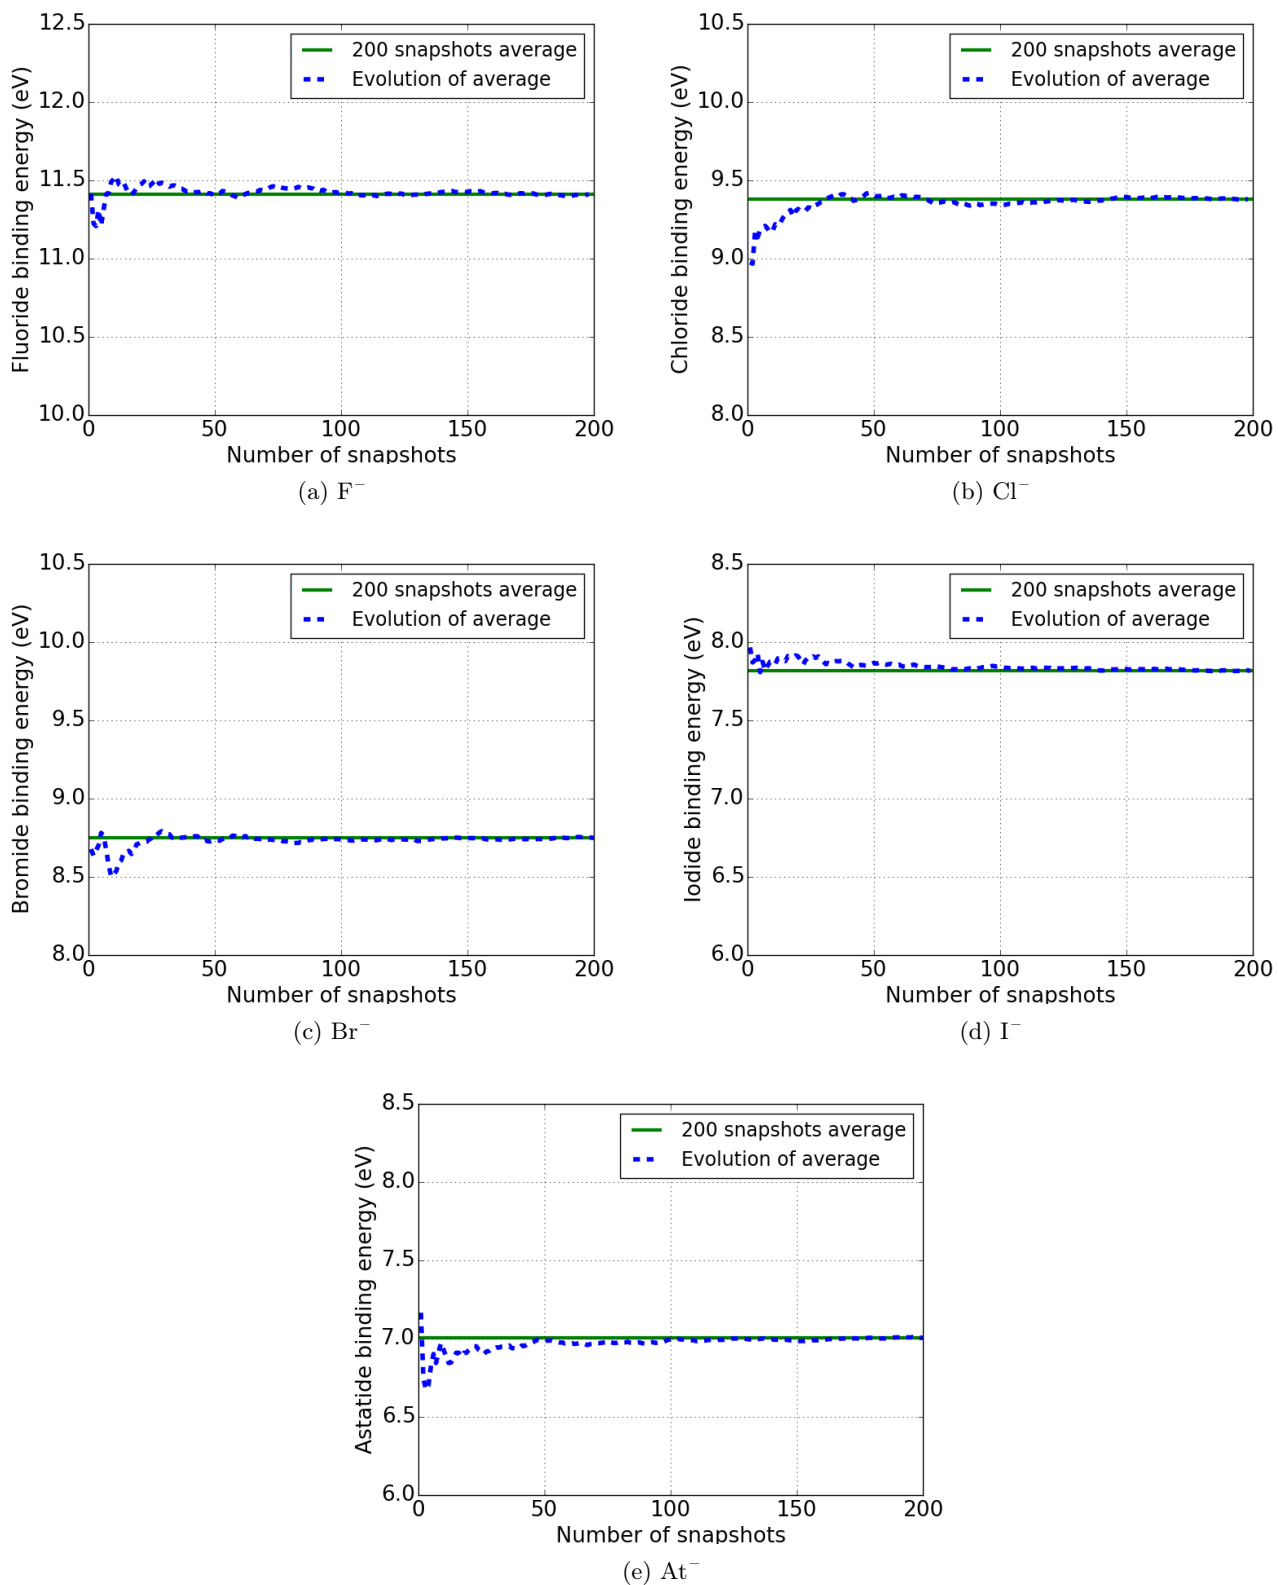 12.5
12.0
11.5
11.0
10.5
10.0
Fluoride binding energy (eV)
200 snapshots average
Evolution of average
0 50 100 150 200
Number of snapshots
(a) F⁻
10.5
10.0
9.5
9.0
8.5
8.0
Chloride binding energy (eV)
200 snapshots average
Evolution of average
0 50 100 150 200
Number of snapshots
(b) Cl⁻
10.5
10.0
9.5
9.0
8.5
8.0
Bromide binding energy (eV)
200 snapshots average
Evolution of average
0 50 100 150 200
Number of snapshots
(c) Br⁻
8.5
8.0
7.5
7.0
6.5
6.0
Iodide binding energy (eV)
200 snapshots average
Evolution of average
0 50 100 150 200
Number of snapshots
(d) I⁻
8.5
8.0
7.5
7.0
6.5
6.0
Astatide binding energy (eV)
200 snapshots average
Evolution of average
0 50 100 150 200
Number of snapshots
(e) At⁻